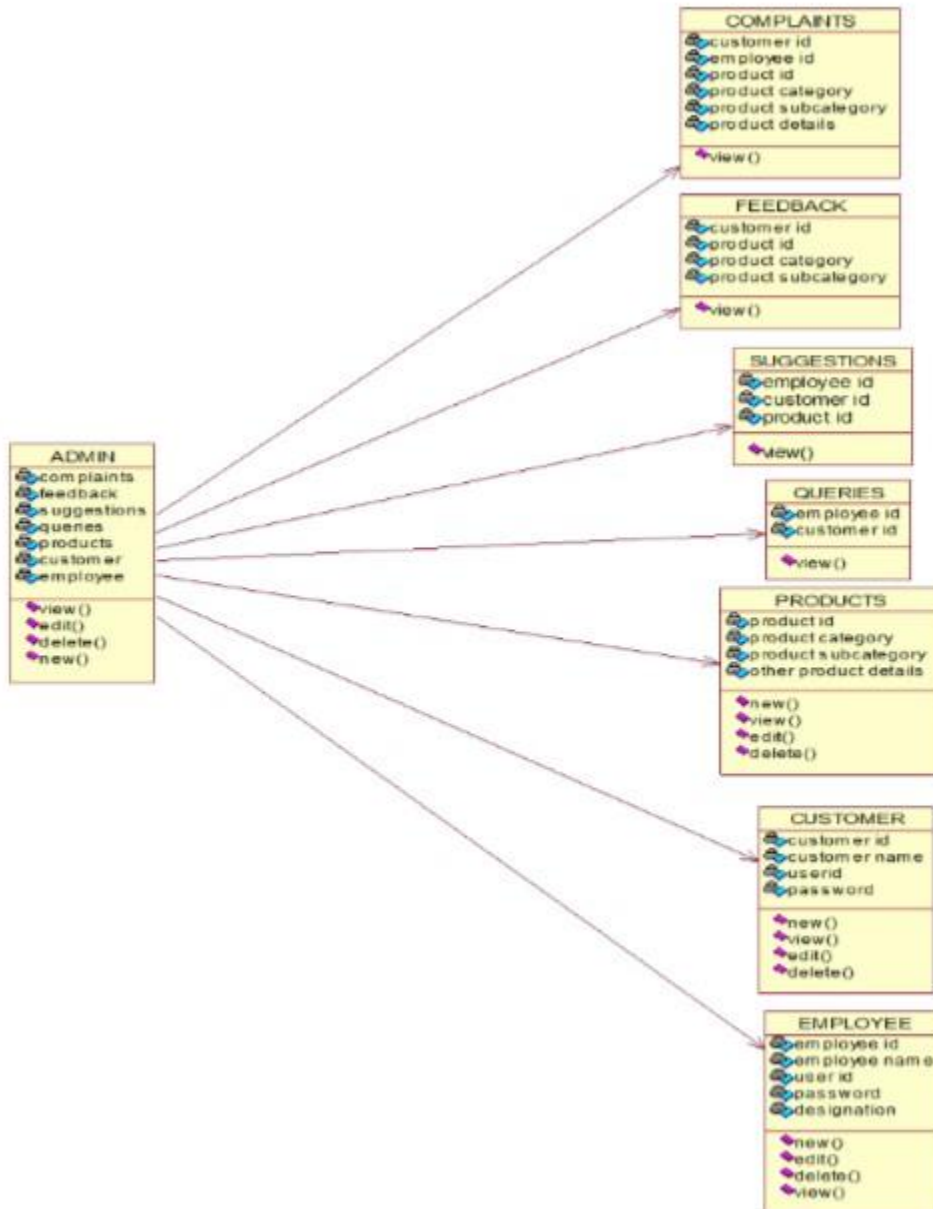 COMPLAINTS
customer id
employee id
product id
product category
product subcategory
product details
view()
FEEDBACK
customer id
product id
product category
product subcategory
view()
SUGGESTIONS
employee id
customer id
product id
view()
ADMIN
complaints
feedback
suggestions
queries
products
customer
employee
view()
edit()
delete()
new()
QUERIES
employee id
customer id
view()
PRODUCTS
product id
product category
product subcategory
other product details
new()
view()
edit()
delete()
CUSTOMER
customer id
customer name
userid
password
new()
view()
edit()
delete()
EMPLOYEE
employee id
employee name
user id
password
designation
new()
edit()
delete()
view()